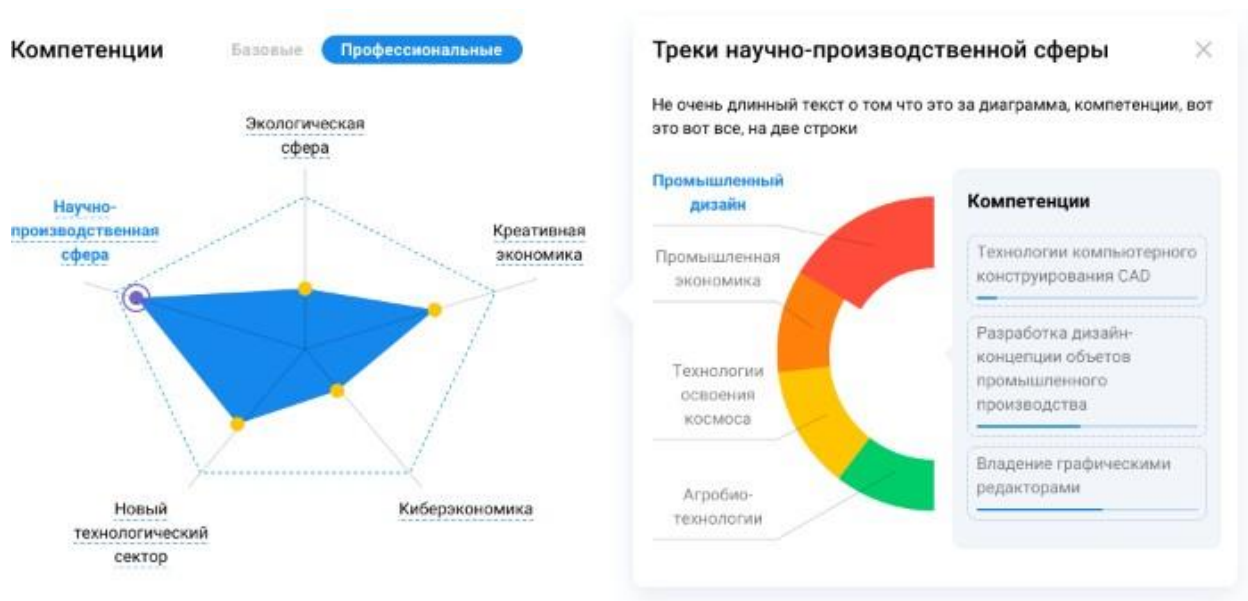 Компетенции
Базовые
Профессиональные
Экологическая
сфера
Научно-
производственная
сфера
Креативная
экономика
Новый
технологический
сектор
Киберэкономика
Треки научно-производственной сферы
Не очень длинный текст о том что это за диаграмма, компетенции, вот
это вот все, на две строки
Промышленный
дизайн
Промышленная
экономика
Технологии
освоения
космоса
Агробио-
технологии
Компетенции
Технологии компьютерного
конструирования CAD
Разработка дизайн-
концепции объетов
промышленного
производства
Владение графическими
редакторами